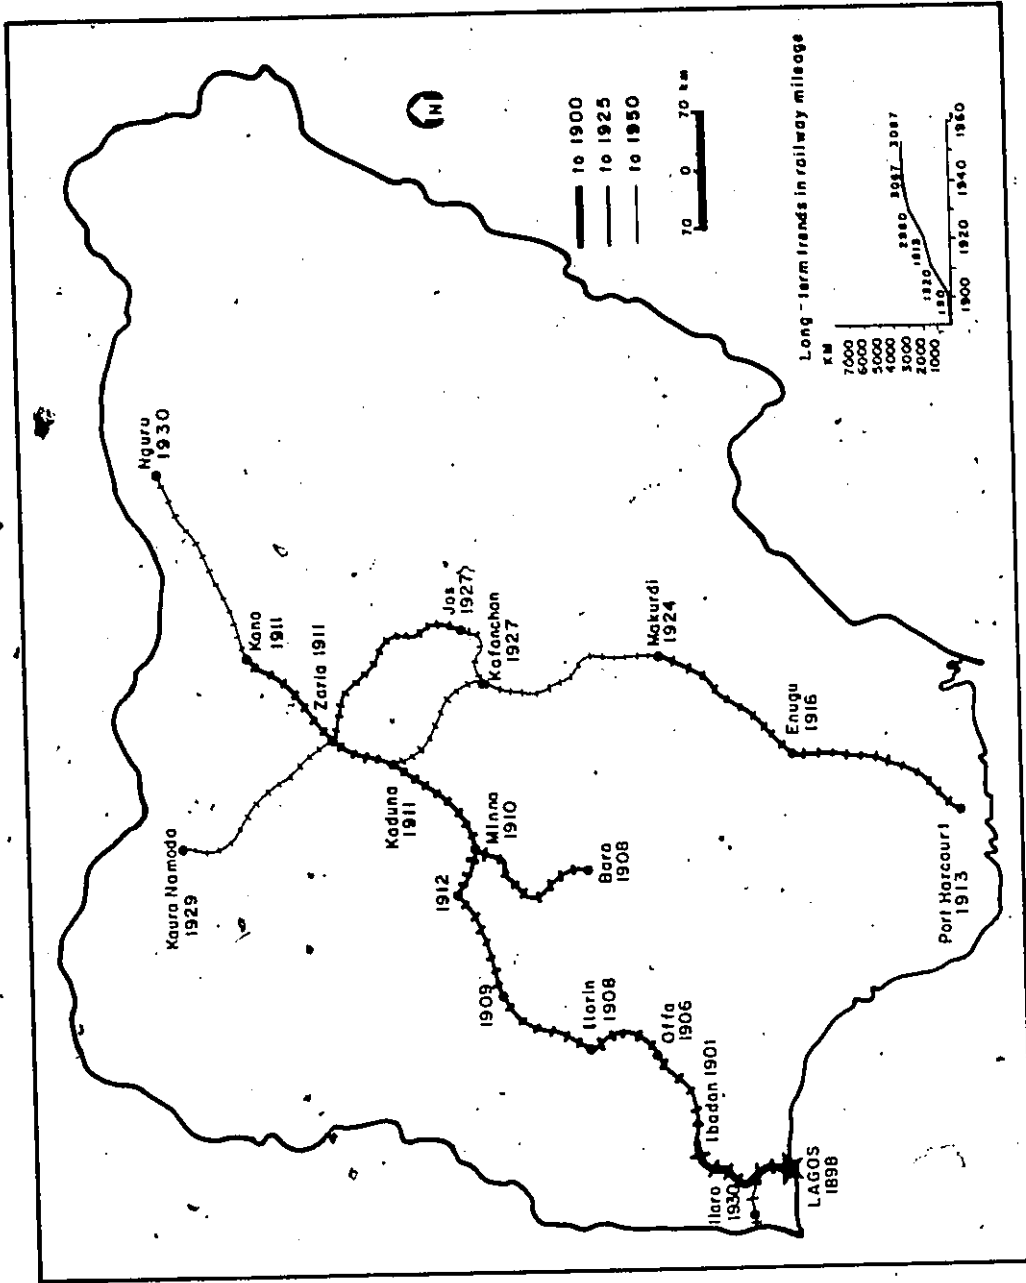 Nguru
1930
Kaura Namoda
1929
Kano
1911
Zaria 1911
Jos
1927
Kafanchan
1927
Kaduna
1911
Minna
1910
1912
Baro
1908
1909
Ilorin
1908
Offa
1906
Ibadan 1901
Ilaro
1930
LAGOS
1898
Makurdi
1924
Enugu
1916
Port Harcourt
1913
N
to 1900
to 1925
to 1950
70 0 70 km
Long-term trends in railway mileage
KM
7000
6000
5000
4000
3000
2000
1000
1820
1813
3087
1900 1920 1940 1960